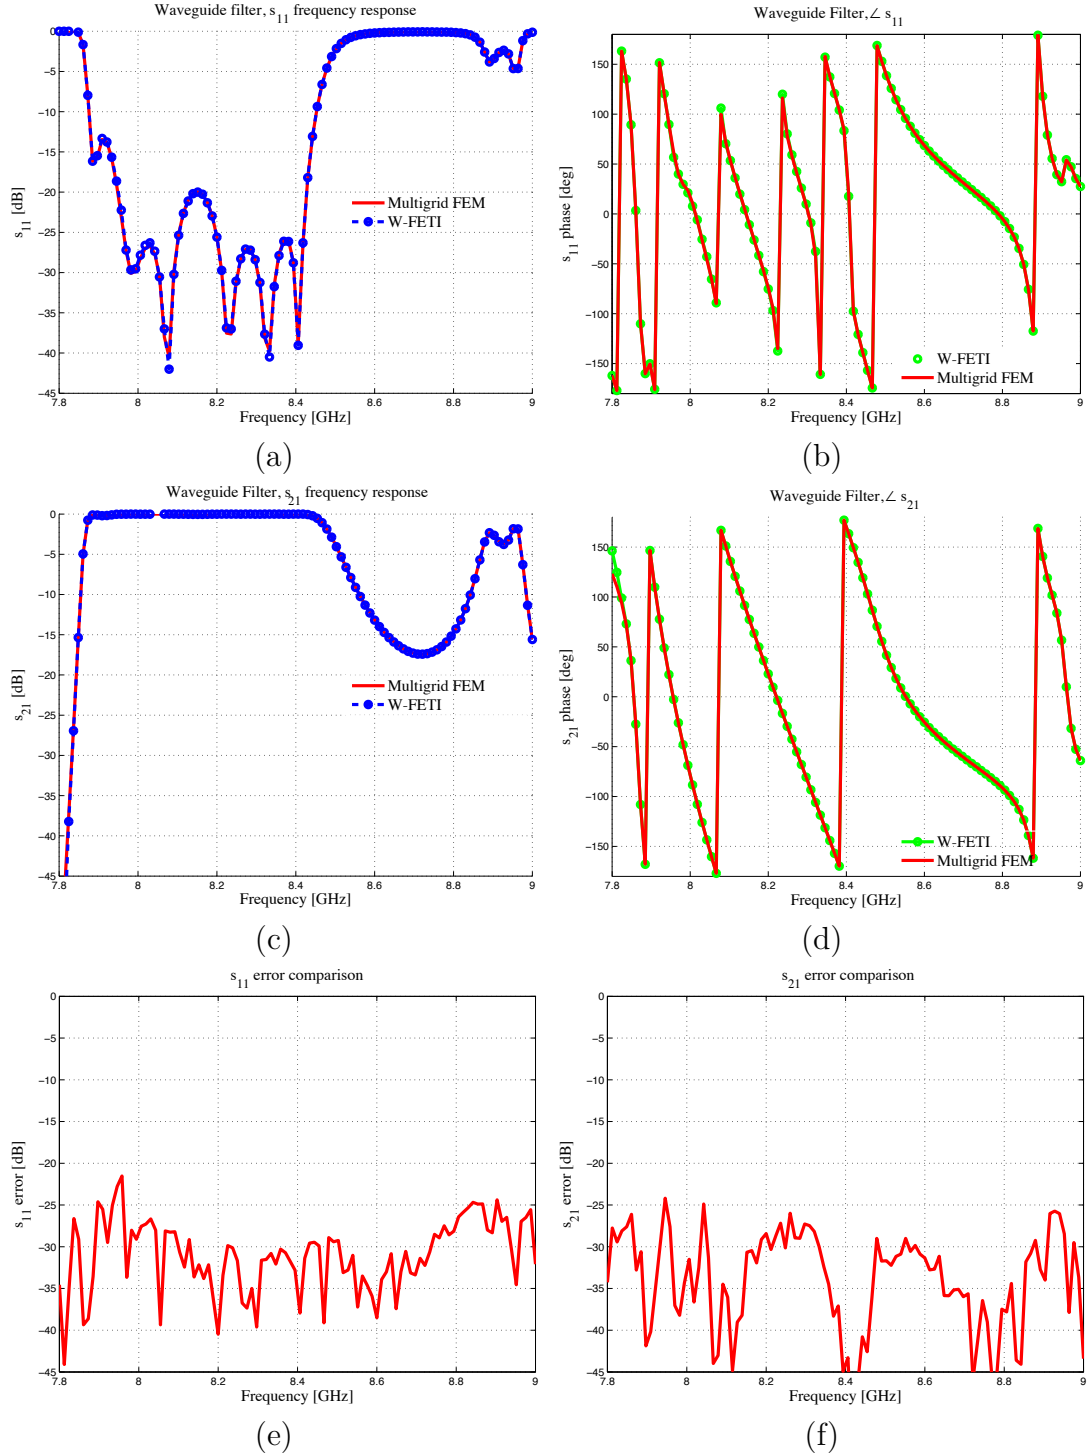 Waveguide filter, s11 frequency response
0
−5
−10
−15
−20
−25
−30
−35
−40
−45
s11 [dB]
Multigrid FEM
W-FETI
7.8 8 8.2 8.4 8.6 8.8 9
Frequency [GHz]
(a)
Waveguide Filter,∠ s11
150
100
50
0
−50
−100
−150
s11 phase [deg]
W-FETI
Multigrid FEM
7.8 8 8.2 8.4 8.6 8.8 9
Frequency [GHz]
(b)
Waveguide Filter, s21 frequency response
0
−5
−10
−15
−20
−25
−30
−35
−40
−45
s21 [dB]
Multigrid FEM
W-FETI
7.8 8 8.2 8.4 8.6 8.8 9
Frequency [GHz]
(c)
Waveguide Filter,∠ s21
150
100
50
0
−50
−100
−150
s21 phase [deg]
W-FETI
Multigrid FEM
7.8 8 8.2 8.4 8.6 8.8 9
Frequency [GHz]
(d)
s11 error comparison
0
−5
−10
−15
−20
−25
−30
−35
−40
−45
s11 error [dB]
7.8 8 8.2 8.4 8.6 8.8 9
Frequency [GHz]
(e)
s21 error comparison
0
−5
−10
−15
−20
−25
−30
−35
−40
−45
s21 error [dB]
7.8 8 8.2 8.4 8.6 8.8 9
Frequency [GHz]
(f)